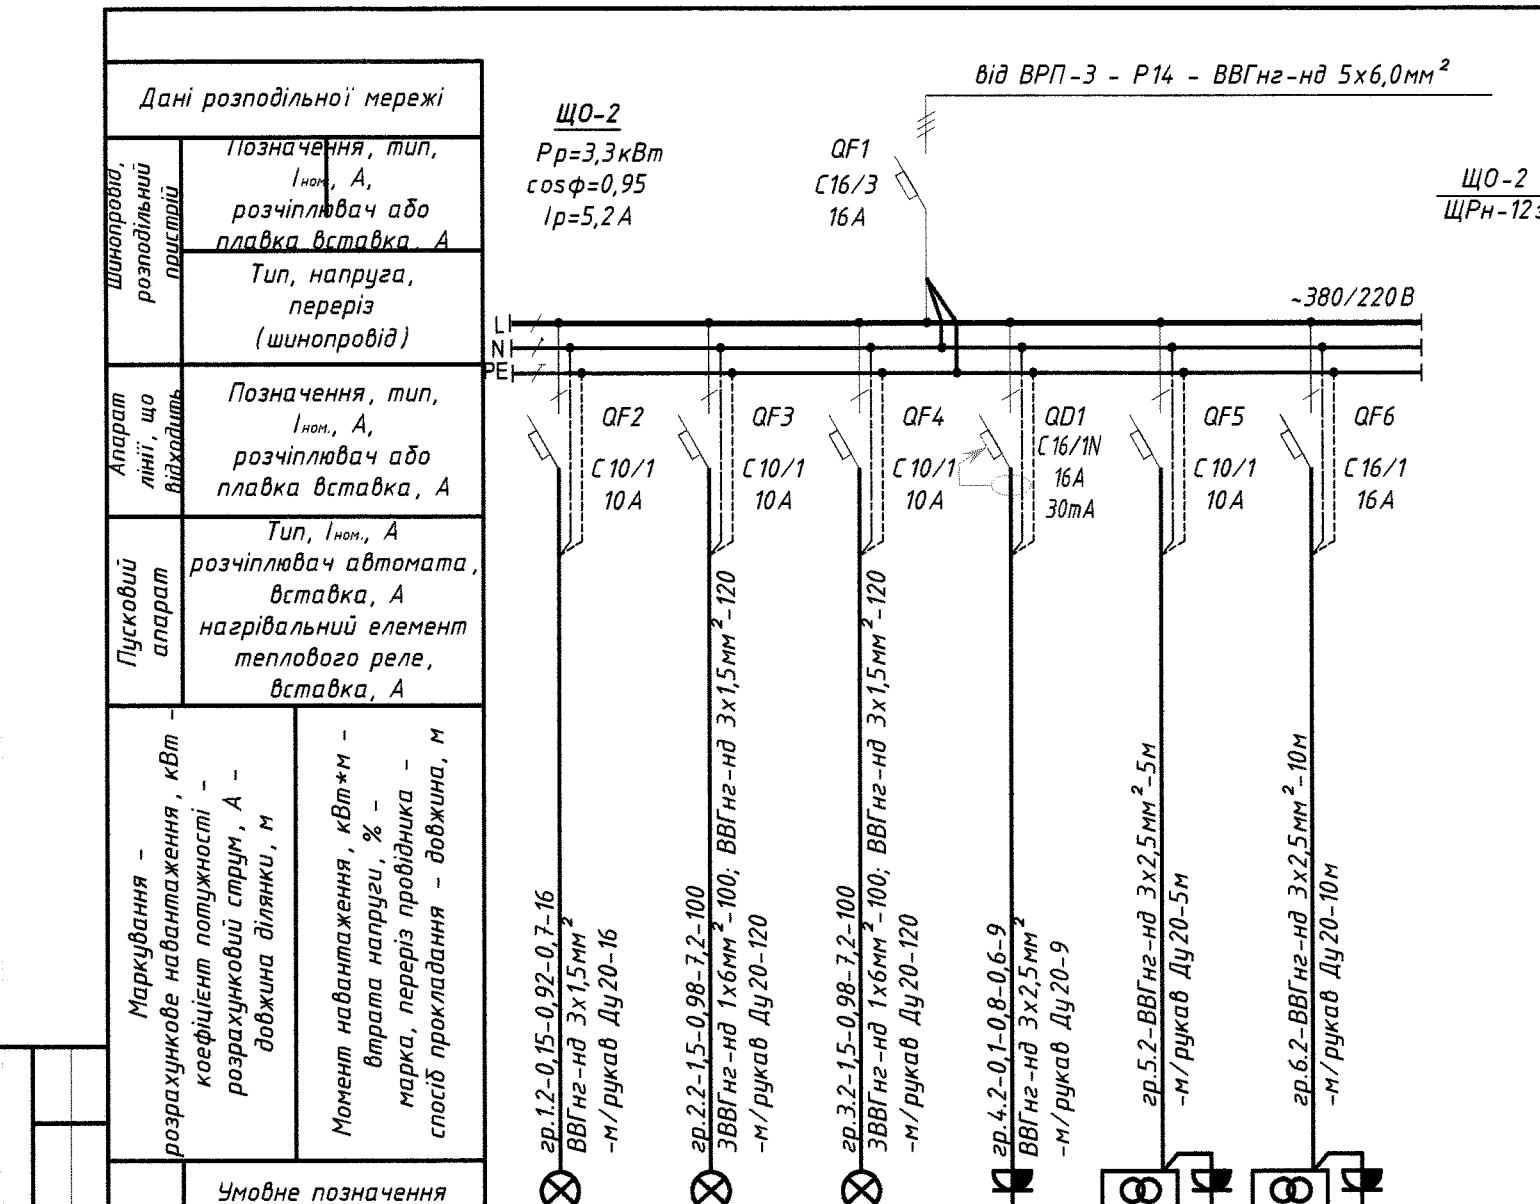 Дані розподільної мережі
Шинопровід,
розподільний
пристрій
Позначення, тип,
Iном., А,
розчіплювач або
плавка вставка, А
Тип, напруга,
переріз
(шинопровід)
Апарат
лінії, що
відходить
Позначення, тип,
Iном., А,
розчіплювач або
плавка вставка, А
Пусковий
апарат
Тип, Iном., А
розчіплювач автомата,
вставка, А
нагрівальний елемент
теплового реле,
вставка, А
Маркування –
розрахункове навантаження, кВт –
коефіцієнт потужності –
розрахунковий струм, А –
довжина ділянки, м
Момент навантаження, кВт*м –
втрата напруги, % –
марка, переріз провідника –
спосіб прокладання – довжина, м
Умовне позначення
ЩО-2
Рр=3,3кВт
cosφ=0,95
Iр=5,2А
від ВРП-3 - Р14 - ВВГнг-нд 5х6,0мм²
QF1
С16/3
16А
ЩО-2
ЩРн-12з
~380/220В
L
N
PE
QF2
С10/1
10А
QF3
С10/1
10А
QF4
С10/1
10А
QD1
С16/1N
16А
30mA
QF5
С10/1
10А
QF6
С16/1
16А
гр.1.2-0,15-0,92-0,7-16
ВВГнг-нд 3х1,5мм²
-м/рукав Ду20-16
гр.2.2-1,5-0,98-7,2-100
3ВВГнг-нд 1х6мм²-100; ВВГнг-нд 3х1,5мм²-120
-м/рукав Ду20-120
гр.3.2-1,5-0,98-7,2-100
3ВВГнг-нд 1х6мм²-100; ВВГнг-нд 3х1,5мм²-120
-м/рукав Ду20-120
гр.4.2-0,1-0,8-0,6-9
ВВГнг-нд 3х2,5мм²
-м/рукав Ду20-9
гр.5.2-ВВГнг-нд 3х2,5мм²-5м
-м/рукав Ду20-5м
гр.6.2-ВВГнг-нд 3х2,5мм²-10м
-м/рукав Ду20-10м